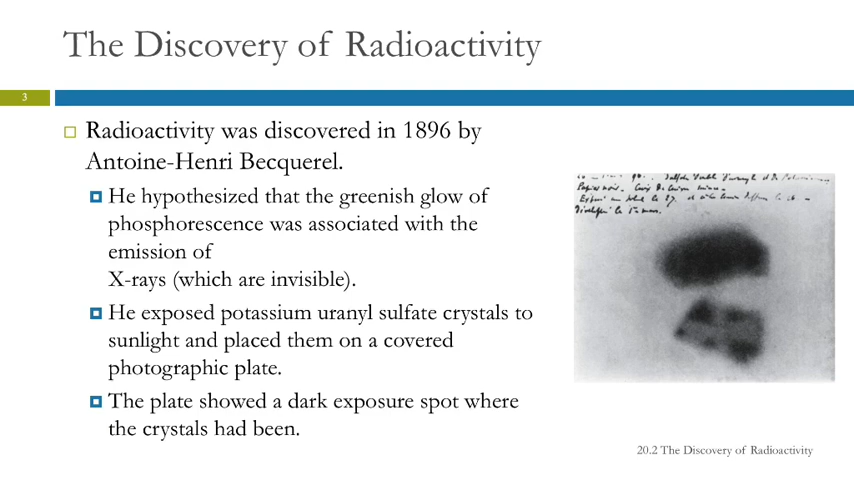 The Discovery of Radioactivity
3
Radioactivity was discovered in 1896 by
Antoine-Henri Becquerel.
He hypothesized that the greenish glow of
phosphorescence was associated with the
emission of
X-rays (which are invisible).
He exposed potassium uranyl sulfate crystals to
sunlight and placed them on a covered
photographic plate.
The plate showed a dark exposure spot where
the crystals had been.
Papier noir.
20.2 The Discovery of Radioactivity